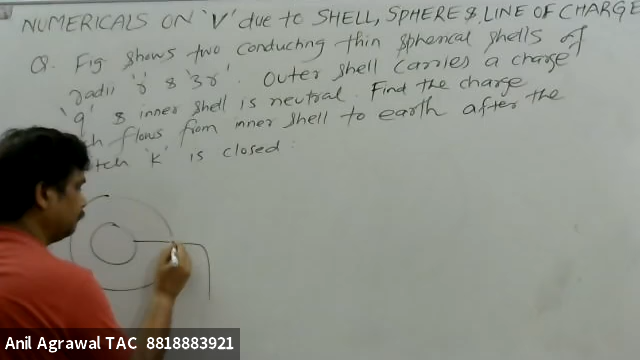 NUMERICALS ON 'V' due to SHELL, SPHERE & LINE OF CHARGE
Q. Fig shows two conducting thin spherical shells of
radii 'r' & '3r'. Outer shell carries a charge
'q' & inner shell is neutral. Find the charge
flows from inner shell to earth after the
'K' is closed.
Anil Agrawal TAC 8818883921